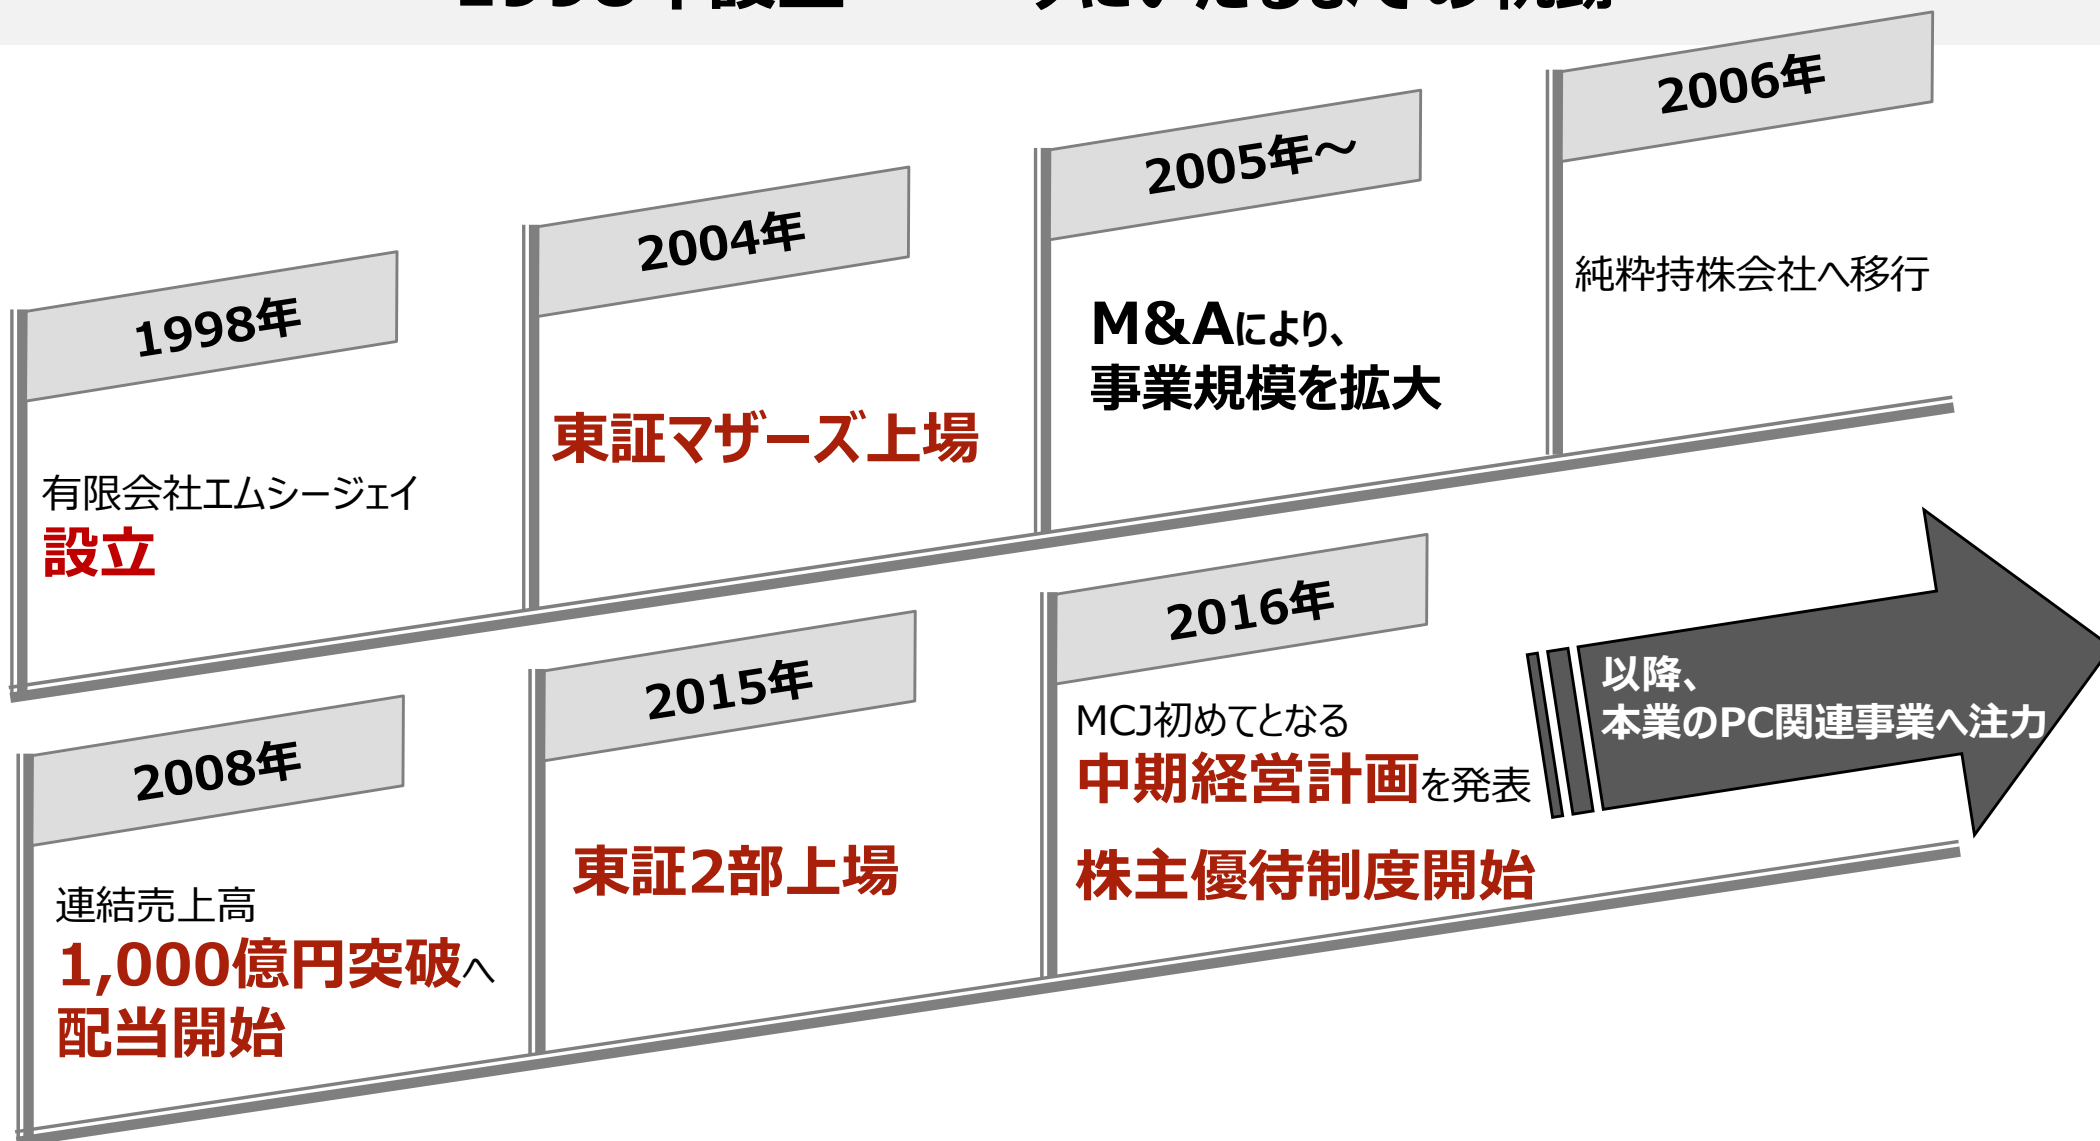 1998年
有限会社エムシージェイ
設立
2004年
東証マザーズ上場
2005年～
M&Aにより、
事業規模を拡大
2006年
純粋持株会社へ移行
2008年
連結売上高
1,000億円突破へ
配当開始
2015年
東証2部上場
2016年
MCJ初めてとなる
中期経営計画を発表
株主優待制度開始
以降、
本業のPC関連事業へ注力